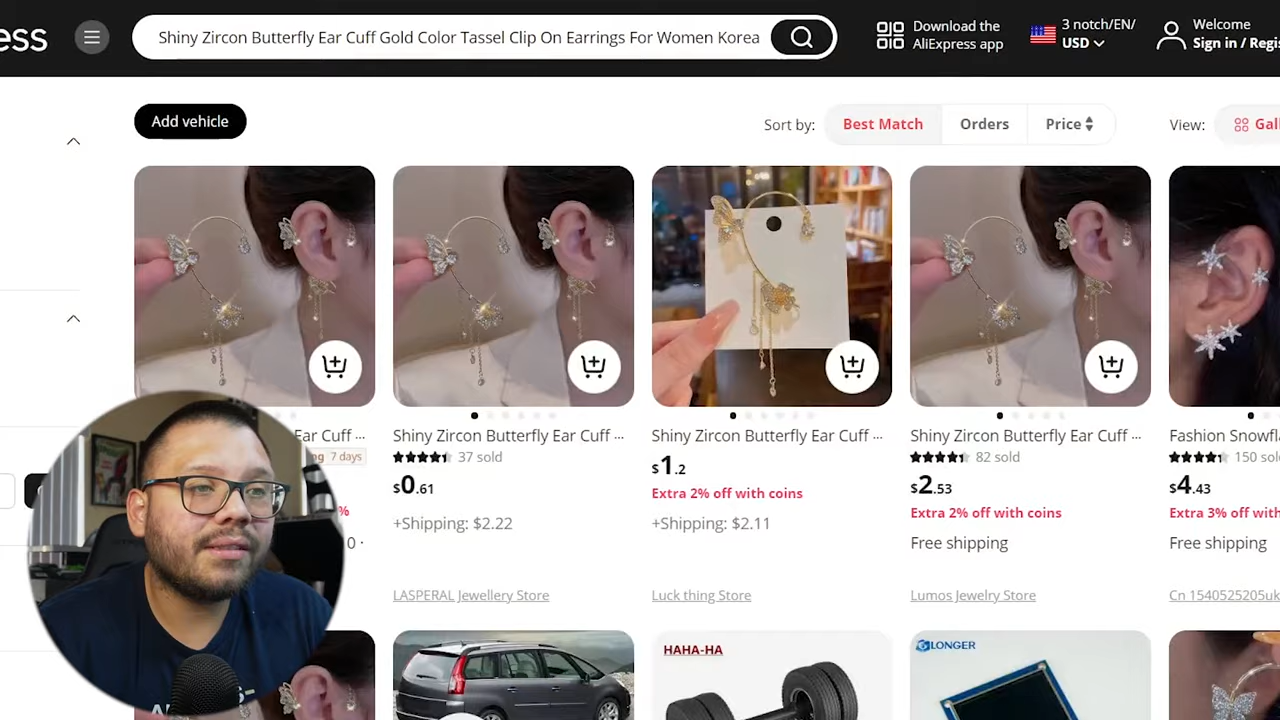 ess
Shiny Zircon Butterfly Ear Cuff Gold Color Tassel Clip On Earrings For Women Korea
Download the
AliExpress app
3 notch/EN/
USD
Welcome
Sign in / Regi
Add vehicle
Sort by:
Best Match
Orders
Price
View:
Gall
Ear Cuff ...
ng 7 days
%
0 ·
Shiny Zircon Butterfly Ear Cuff ...
37 sold
$0.61
+Shipping: $2.22
LASPERAL Jewellery Store
Shiny Zircon Butterfly Ear Cuff ...
$1.2
Extra 2% off with coins
+Shipping: $2.11
Luck thing Store
Shiny Zircon Butterfly Ear Cuff ...
82 sold
$2.53
Extra 2% off with coins
Free shipping
Lumos Jewelry Store
Fashion Snowfl
150 sol
$4.43
Extra 3% off with
Free shipping
Cn 1540525205uk
HAHA-HA
LONGER